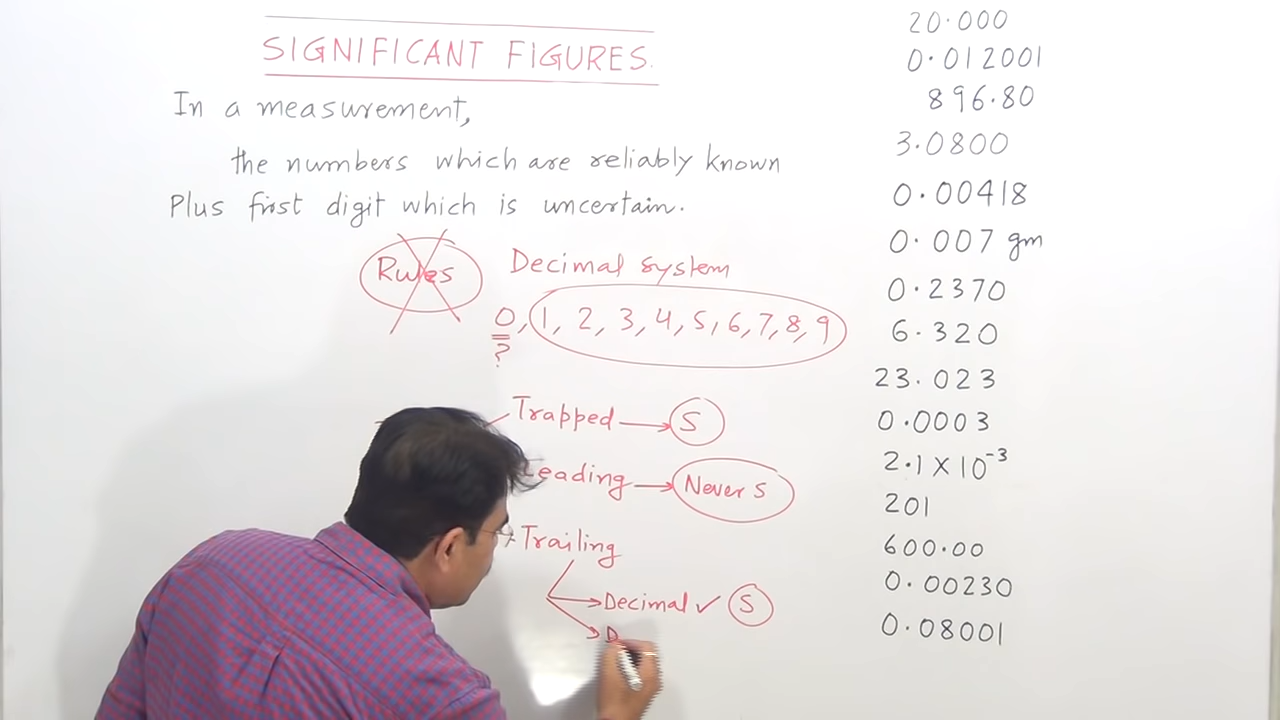 SIGNIFICANT FIGURES.
In a measurement,
the numbers which are reliably known
Plus first digit which is uncertain.
Rules
Decimal system
0, 1, 2, 3, 4, 5, 6, 7, 8, 9
?
Trapped → S
Leading → Never S
Trailing
→ Decimal ✓ S
→ D
20.000
0.012001
896.80
3.0800
0.00418
0.007 gm
0.2370
6.320
23.023
0.0003
2.1 X 10⁻³
201
600.00
0.00230
0.08001